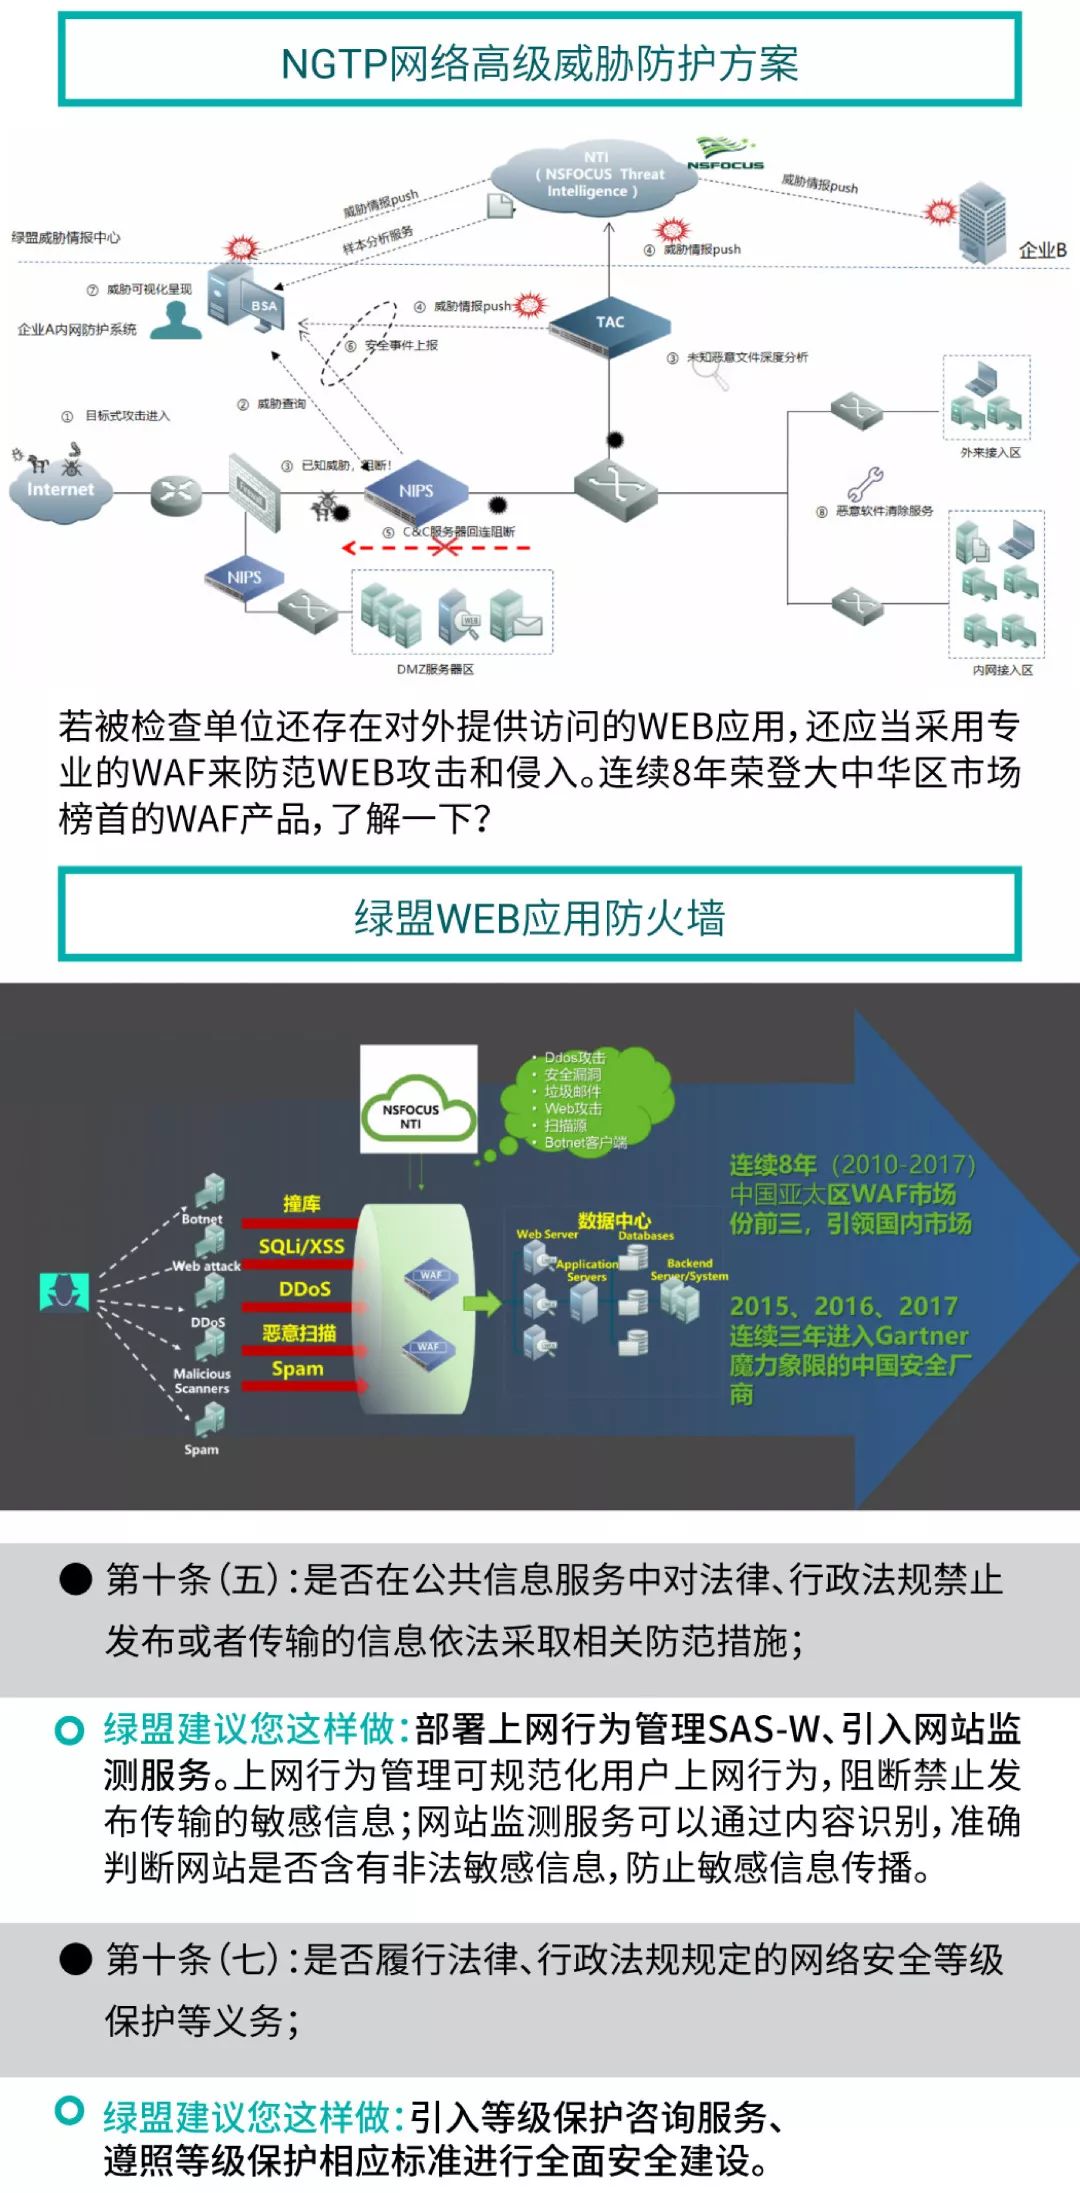 NGTP网络高级威胁防护方案
NTI
（NSFOCUS Threat
Intelligence）
NSFOCUS
威胁情报push
威胁情报push
样本分析服务
绿盟威胁情报中心
④ 威胁情报push
企业B
⑦ 威胁可视化呈现
BSA
④ 威胁情报push
TAC
企业A内网防护系统
⑥ 安全事件上报
③ 未知恶意文件深度分析
② 威胁查询
① 目标式攻击进入
外来接入区
③ 已知威胁，阻断！
Internet
Firewall
NIPS
⑧ 恶意软件清除服务
⑤ C&C服务器回连阻断
NIPS
WEB
DMZ服务器区
内网接入区
若被检查单位还存在对外提供访问的WEB应用，还应当采用专
业的WAF来防范WEB攻击和侵入。连续8年荣登大中华区市场
榜首的WAF产品，了解一下？
绿盟WEB应用防火墙
NSFOCUS
NTI
• Ddos攻击
• 安全漏洞
• 垃圾邮件
• Web攻击
• 扫描源
• Botnet客户端
连续8年（2010-2017）
中国亚太区WAF市场
份前三，引领国内市场
2015、2016、2017
连续三年进入Gartner
魔力象限的中国安全厂
商
Botnet
Web attack
DDoS
Malicious
Scanners
Spam
撞库
SQLi/XSS
DDoS
恶意扫描
Spam
WAF
WAF
数据中心
Web Server
Databases
Application
Servers
Backend
Server/System
第十条（五）：是否在公共信息服务中对法律、行政法规禁止
发布或者传输的信息依法采取相关防范措施；
绿盟建议您这样做：部署上网行为管理SAS-W、引入网站监
测服务。上网行为管理可规范化用户上网行为，阻断禁止发
布传输的敏感信息；网站监测服务可以通过内容识别，准确
判断网站是否含有非法敏感信息，防止敏感信息传播。
第十条（七）：是否履行法律、行政法规规定的网络安全等级
保护等义务；
绿盟建议您这样做：引入等级保护咨询服务、
遵照等级保护相应标准进行全面安全建设。